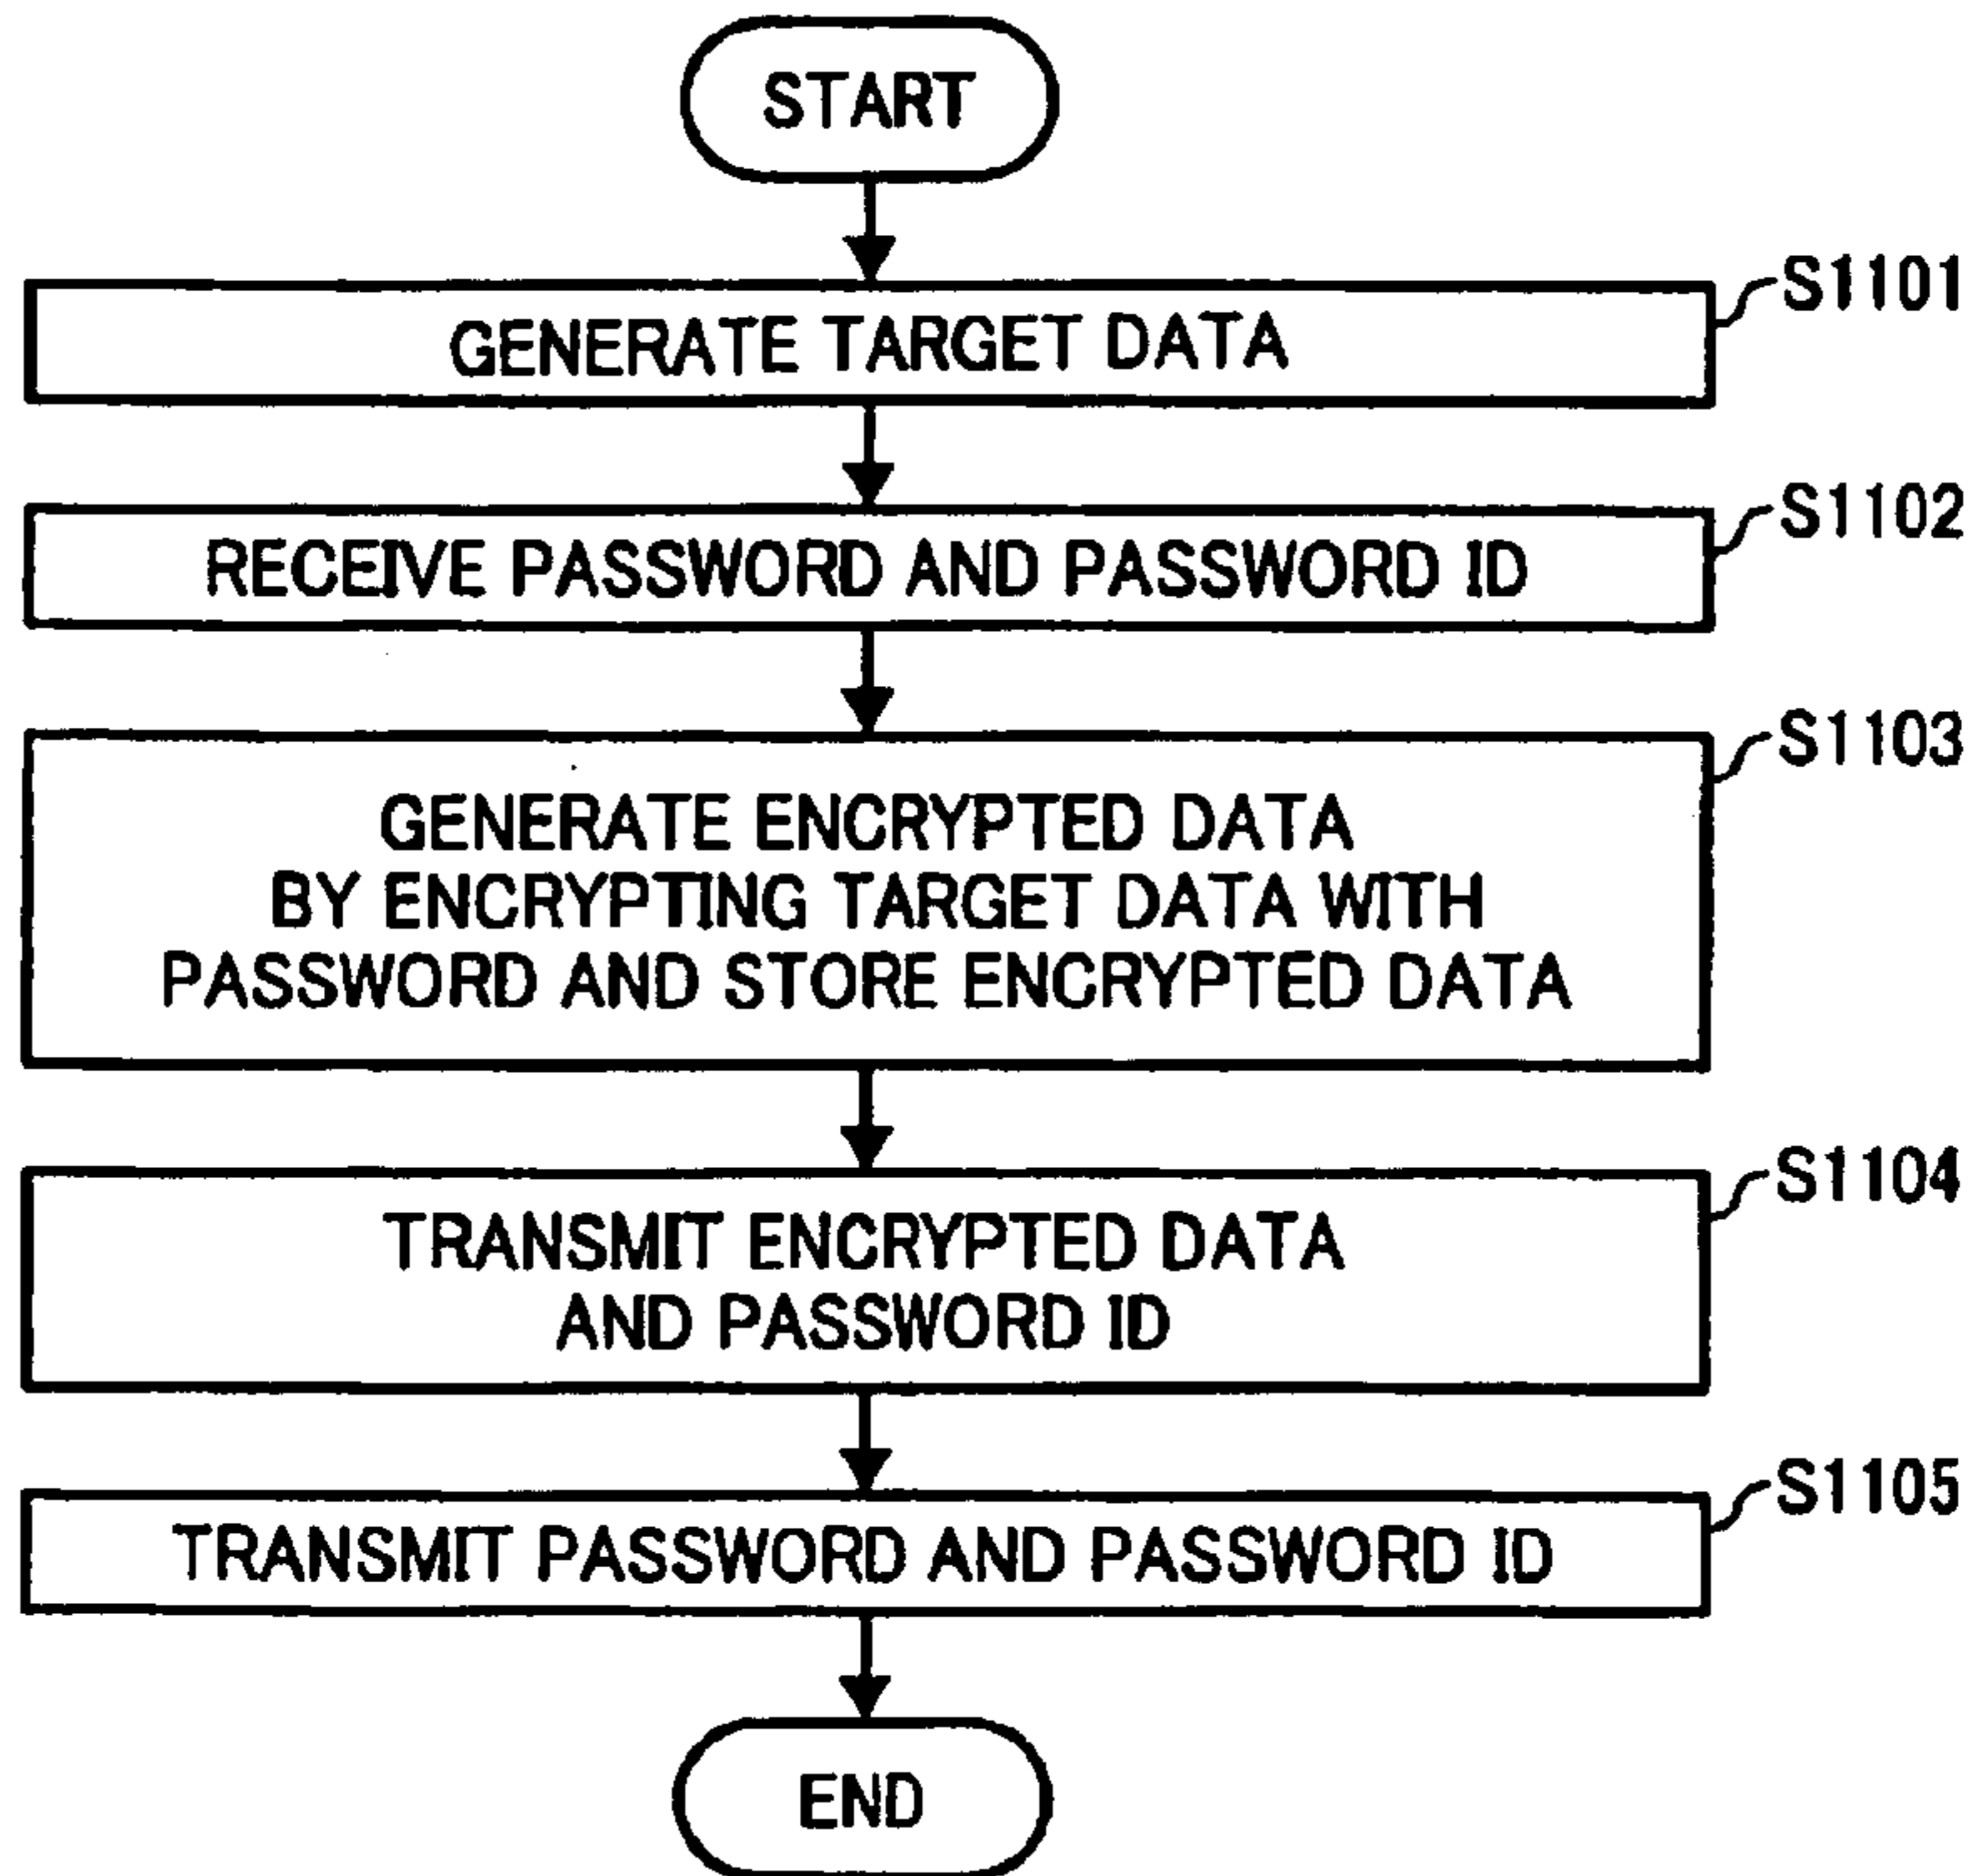 START
S1101
GENERATE TARGET DATA
S1102
RECEIVE PASSWORD AND PASSWORD ID
S1103
GENERATE ENCRYPTED DATA
BY ENCRYPTING TARGET DATA WITH
PASSWORD AND STORE ENCRYPTED DATA
S1104
TRANSMIT ENCRYPTED DATA
AND PASSWORD ID
S1105
TRANSMIT PASSWORD AND PASSWORD ID
END